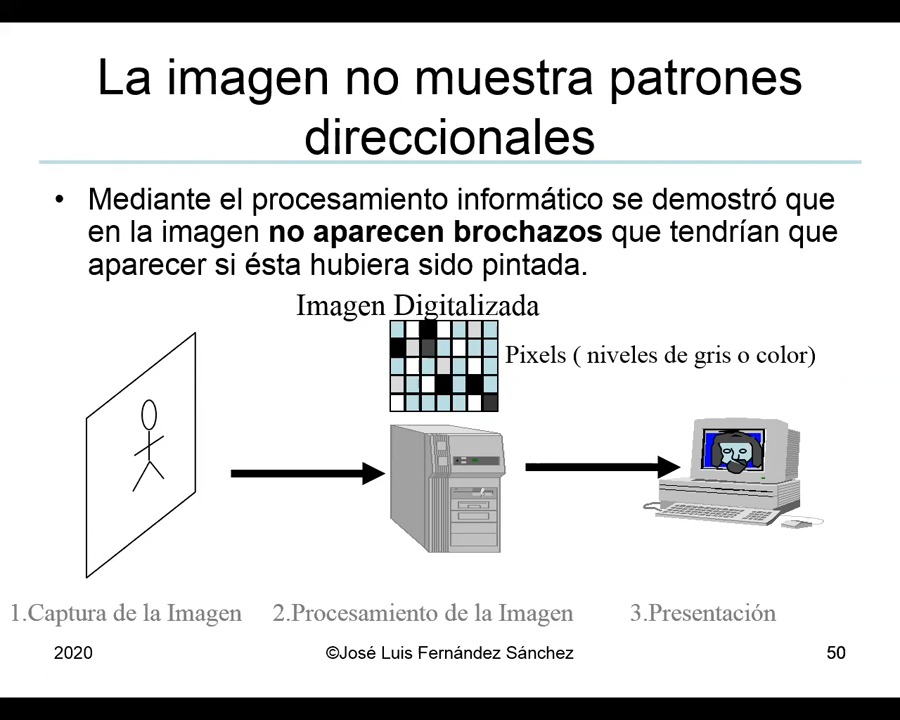 La imagen no muestra patrones
direccionales
• Mediante el procesamiento informático se demostró que
en la imagen no aparecen brochazos que tendrían que
aparecer si ésta hubiera sido pintada.
Imagen Digitalizada
Pixels ( niveles de gris o color)
1.Captura de la Imagen 2.Procesamiento de la Imagen 3.Presentación
2020 ©José Luis Fernández Sánchez 50